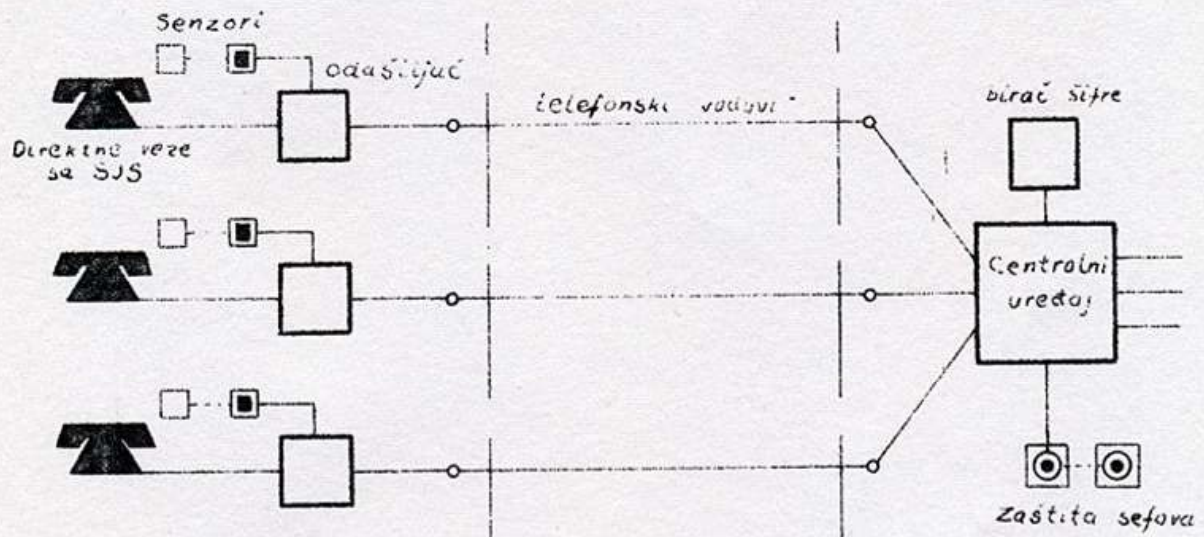 Senzori
odašiljač
telefonski vodovi
birač šifre
Direktne veze
sa SJS
Centralni
uređaj
Zaštita sefova